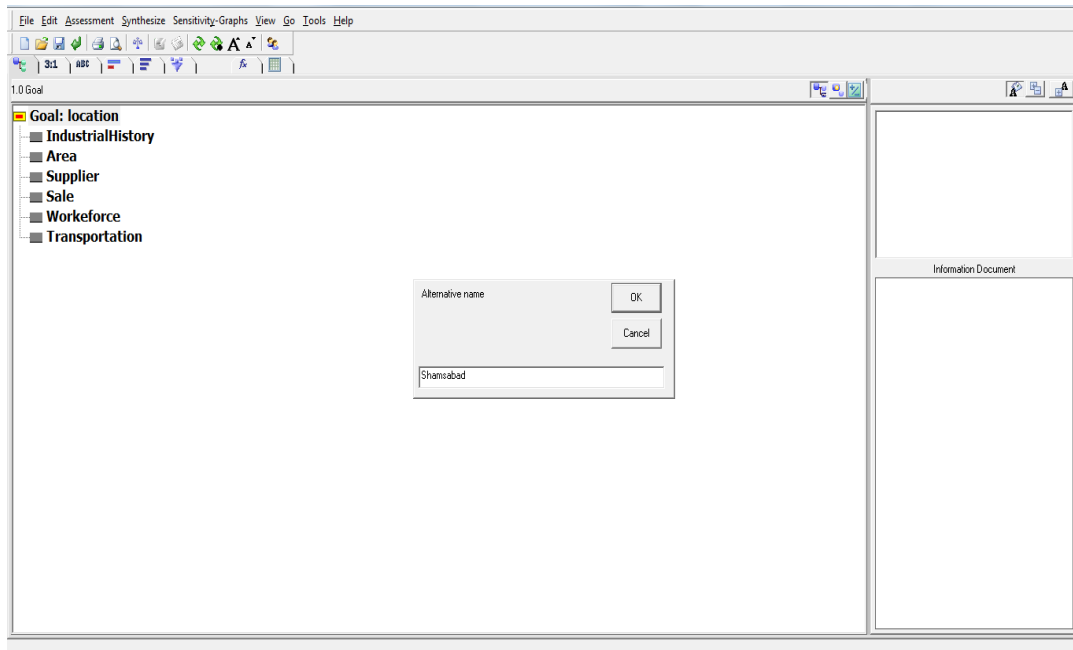 File Edit Assessment Synthesize Sensitivity-Graphs View Go Tools Help
A A
3:1 ABC fx
1.0 Goal
A A
Goal: location
IndustrialHistory
Area
Supplier
Sale
Workeforce
Transportation
Information Document
Alternative name
OK
Cancel
Shamsabad